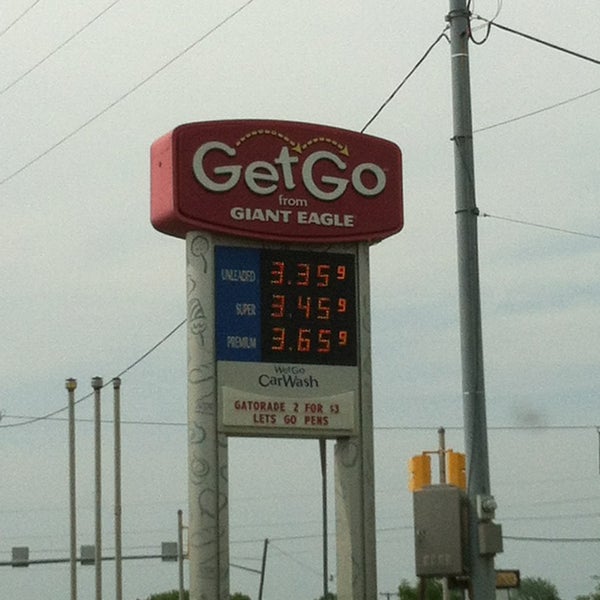 GetGo
from
GIANT EAGLE
UNLEADED 3.35 9
SUPER 3.45 9
PREMIUM 3.65 9
WetGo
CarWash
GATORADE 2 FOR $3
LETS GO PENS